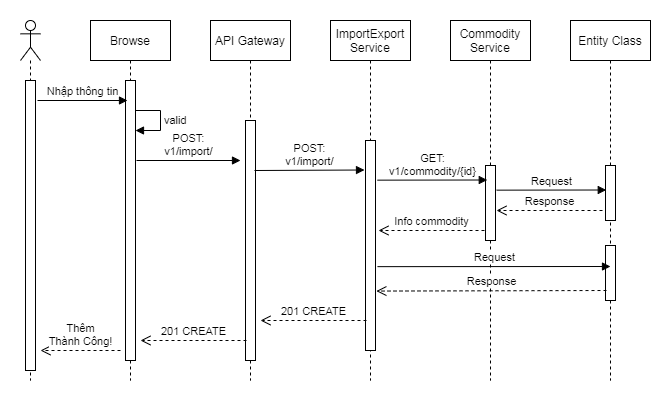 Browse
API Gateway
ImportExport
Service
Commodity
Service
Entity Class
Nhập thông tin
valid
POST:
v1/import/
POST:
v1/import/
GET:
v1/commodity/{id}
Request
Response
Info commodity
Request
Response
201 CREATE
201 CREATE
Thêm
Thành Công!